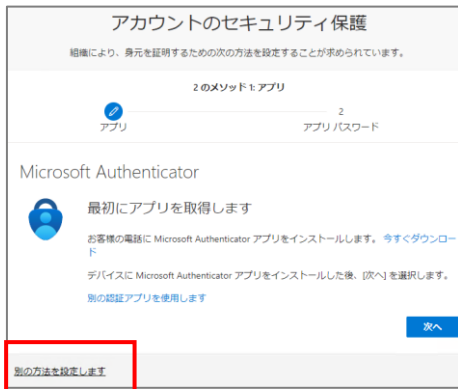 アカウントのセキュリティ保護
組織により、身元を証明するための次の方法を設定することが求められています。
2 のメソッド 1: アプリ
アプリ
2
アプリ パスワード
Microsoft Authenticator
最初にアプリを取得します
お客様の電話に Microsoft Authenticator アプリをインストールします。 今すぐダウンロー
ド
デバイスに Microsoft Authenticator アプリをインストールした後、[次へ] を選択します。
別の認証アプリを使用します
次へ
別の方法を設定します